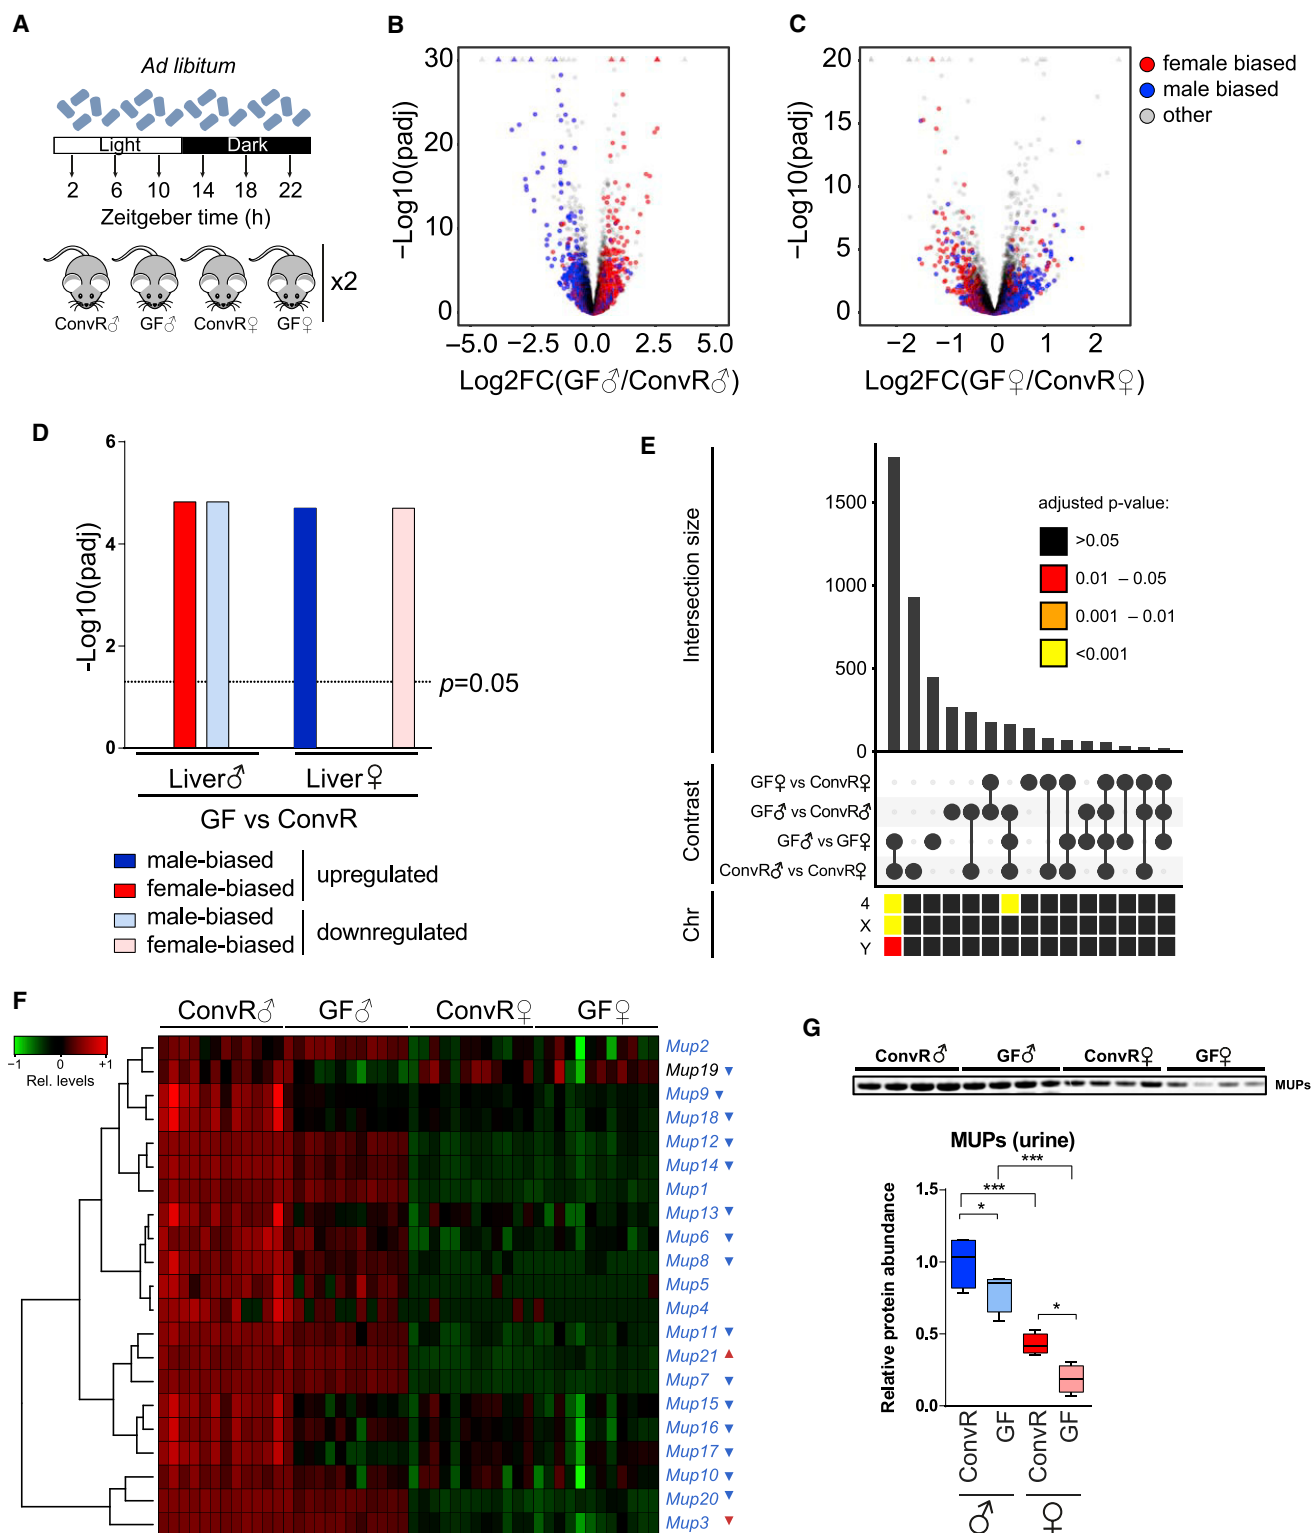 A
Ad libitum
Light Dark
2 6 10 14 18 22
Zeitgeber time (h)
x2
ConvR♂ GF♂ ConvR♀ GF♀
B
30
20
10
0
−Log10(padj)
−5.0 −2.5 0.0 2.5 5.0
Log2FC(GF♂/ConvR♂)
C
20
15
10
5
0
−Log10(padj)
−2 −1 0 1 2
Log2FC(GF♀/ConvR♀)
female biased
male biased
other
D
6
4
2
0
-Log10(padj)
p=0.05
Liver♂ Liver♀
GF vs ConvR
male-biased
female-biased
upregulated
male-biased
female-biased
downregulated
E
Intersection size
1500
1000
500
0
adjusted p-value:
>0.05
0.01 – 0.05
0.001 – 0.01
<0.001
Contrast
GF♀ vs ConvR♀
GF♂ vs ConvR♂
GF♂ vs GF♀
ConvR♂ vs ConvR♀
Chr
4
X
Y
F
ConvR♂ GF♂ ConvR♀ GF♀
−1 0 +1
Rel. levels
Mup2
Mup19 ▼
Mup9 ▼
Mup18 ▼
Mup12 ▼
Mup14 ▼
Mup1
Mup13 ▼
Mup6 ▼
Mup8 ▼
Mup5
Mup4
Mup11 ▼
Mup21 ▲
Mup7 ▼
Mup15 ▼
Mup16 ▼
Mup17 ▼
Mup10 ▼
Mup20 ▼
Mup3 ▼
G
ConvR♂ GF♂ ConvR♀ GF♀
MUPs
MUPs (urine)
***
***
*
*
1.5
1.0
0.5
0.0
Relative protein abundance
ConvR GF ConvR GF
♂ ♀